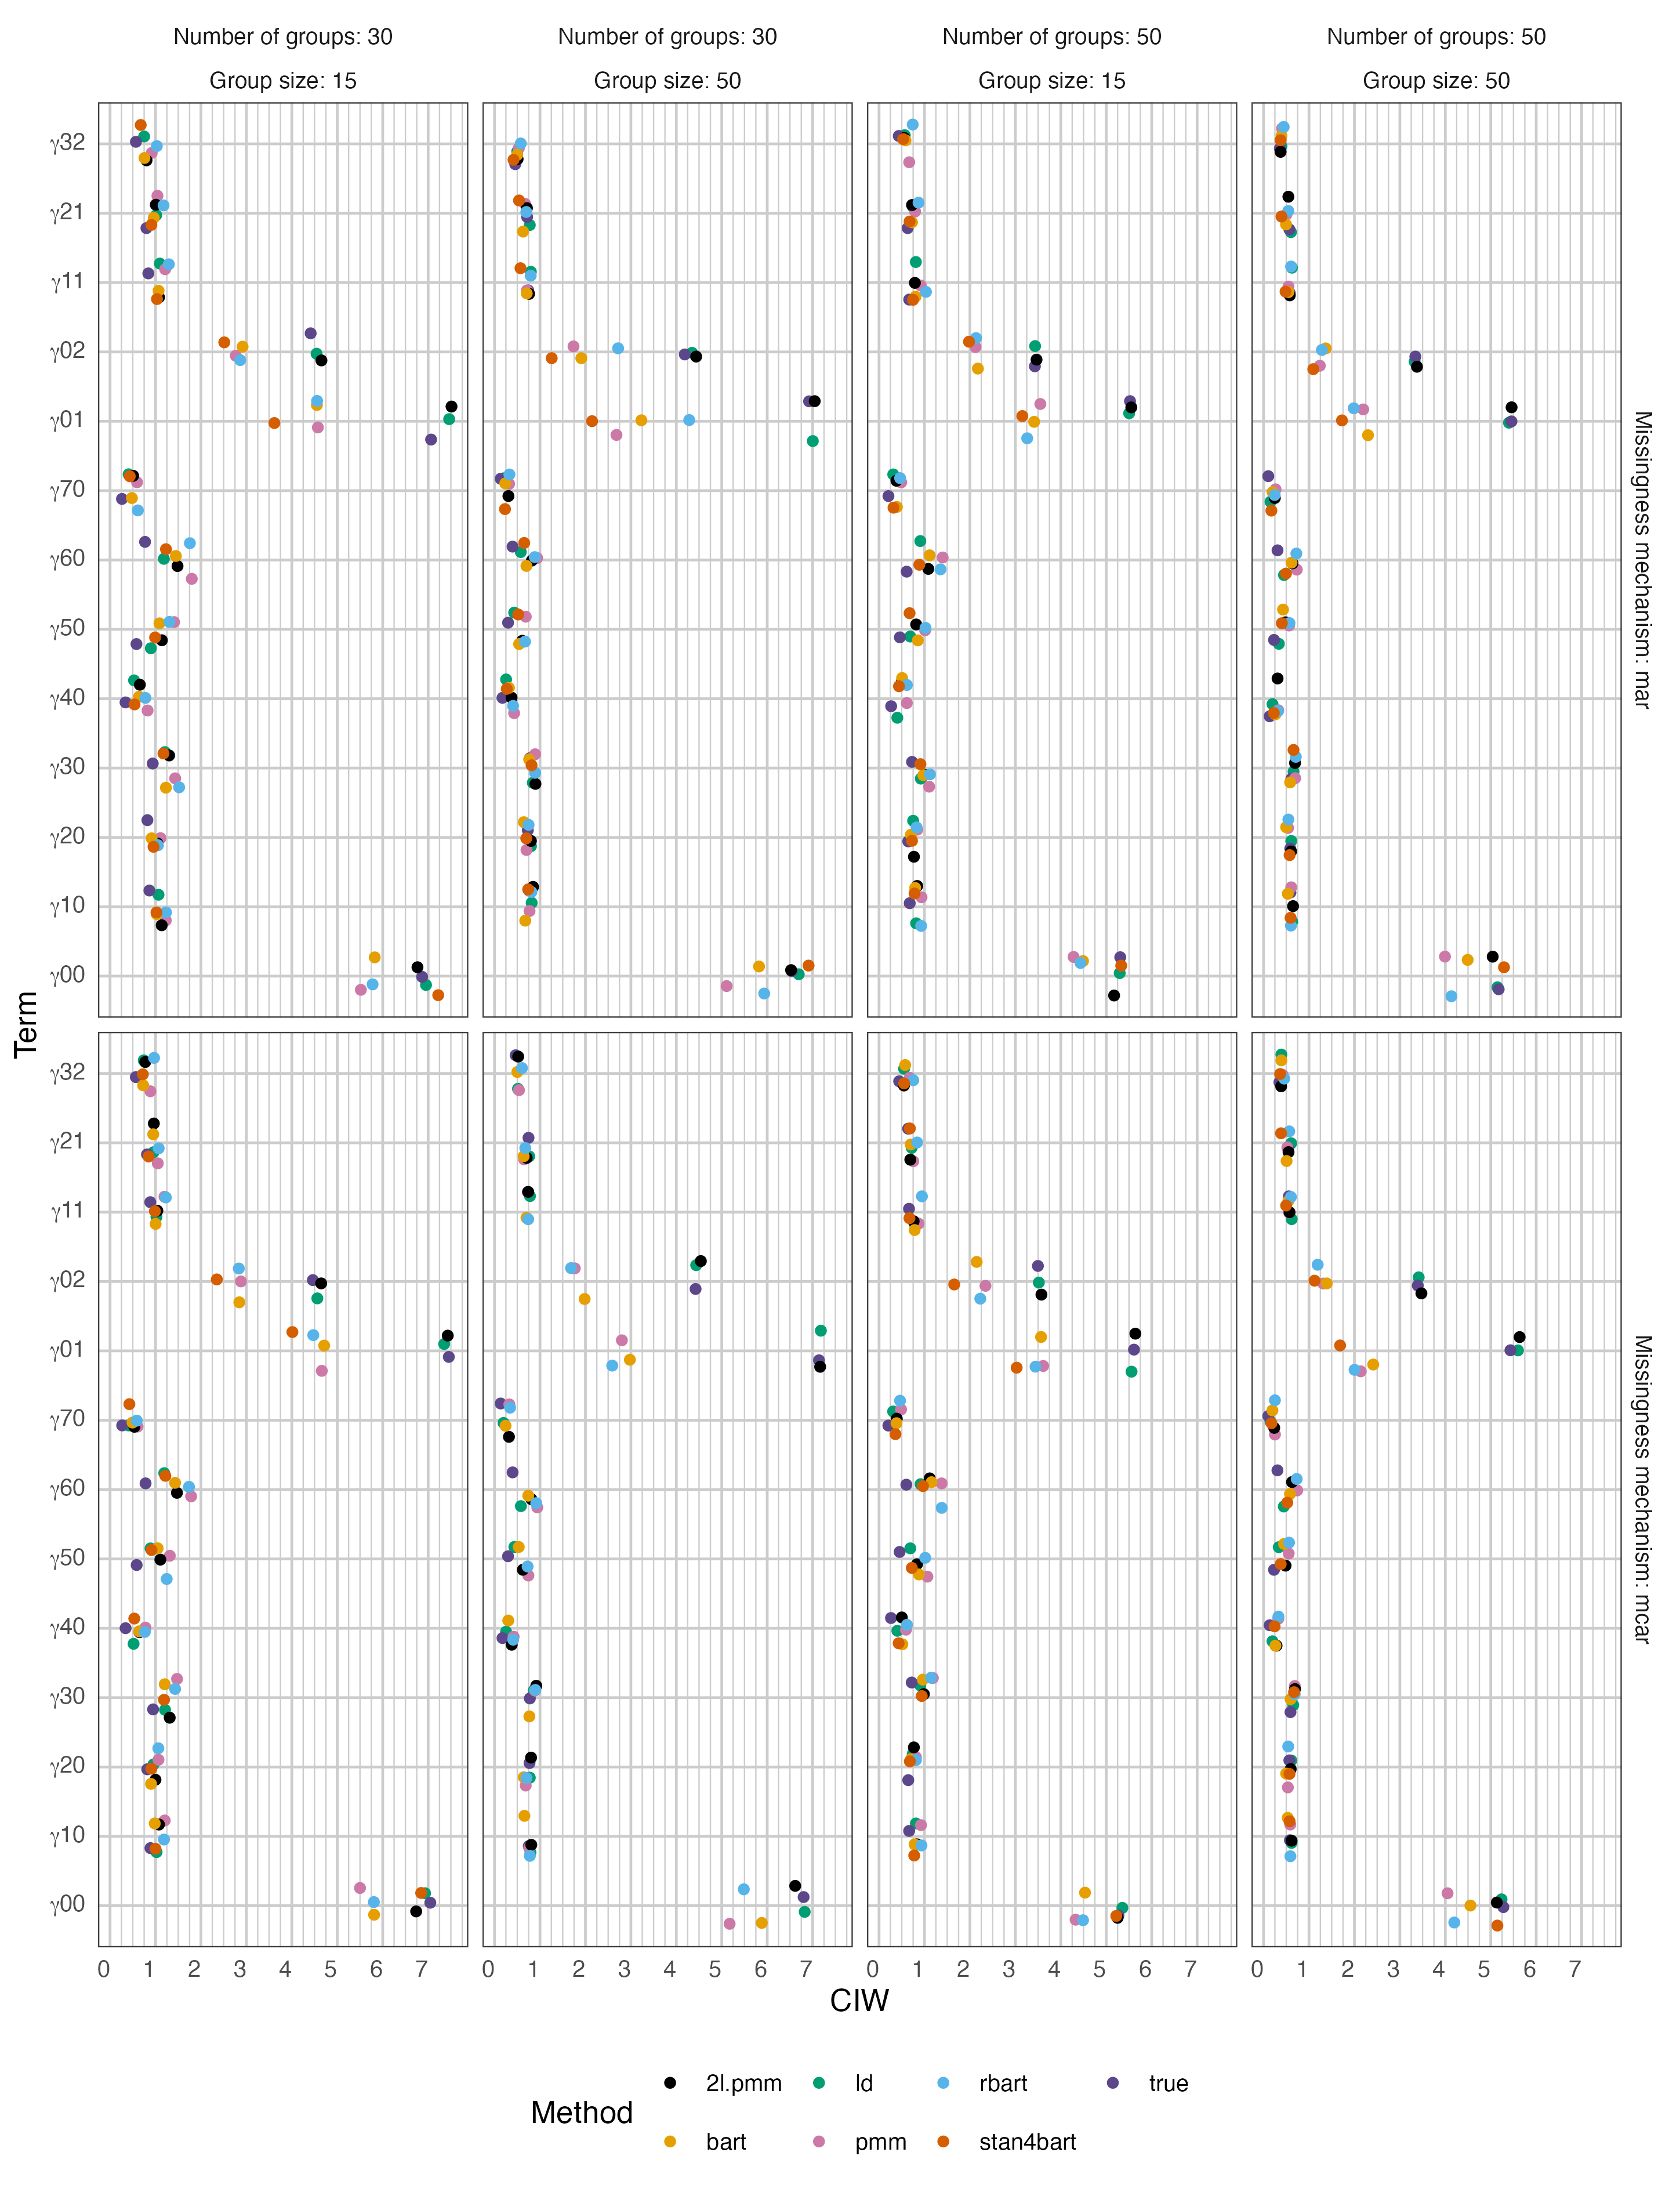 Number of groups: 30 Number of groups: 30 Number of groups: 50 Number of groups: 50
Group size: 15 Group size: 50 Group size: 15 Group size: 50
γ32
γ21
γ11
γ02
γ01
γ70
γ60
γ50
γ40
γ30
γ20
γ10
γ00
Missingness mechanism: mar
Term
γ32
γ21
γ11
γ02
γ01
γ70
γ60
γ50
γ40
γ30
γ20
γ10
γ00
Missingness mechanism: mcar
0 1 2 3 4 5 6 7 0 1 2 3 4 5 6 7 0 1 2 3 4 5 6 7 0 1 2 3 4 5 6 7
CIW
Method
2l.pmm ld rbart true
bart pmm stan4bart